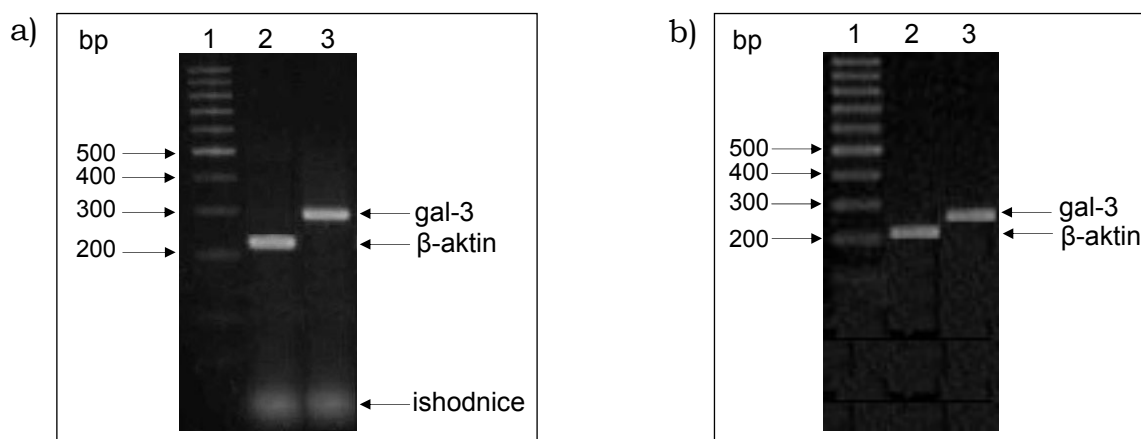 a)
bp
1 2 3
500
400
300
200
gal-3
β-aktin
ishodnice
b)
bp
1 2 3
500
400
300
200
gal-3
β-aktin